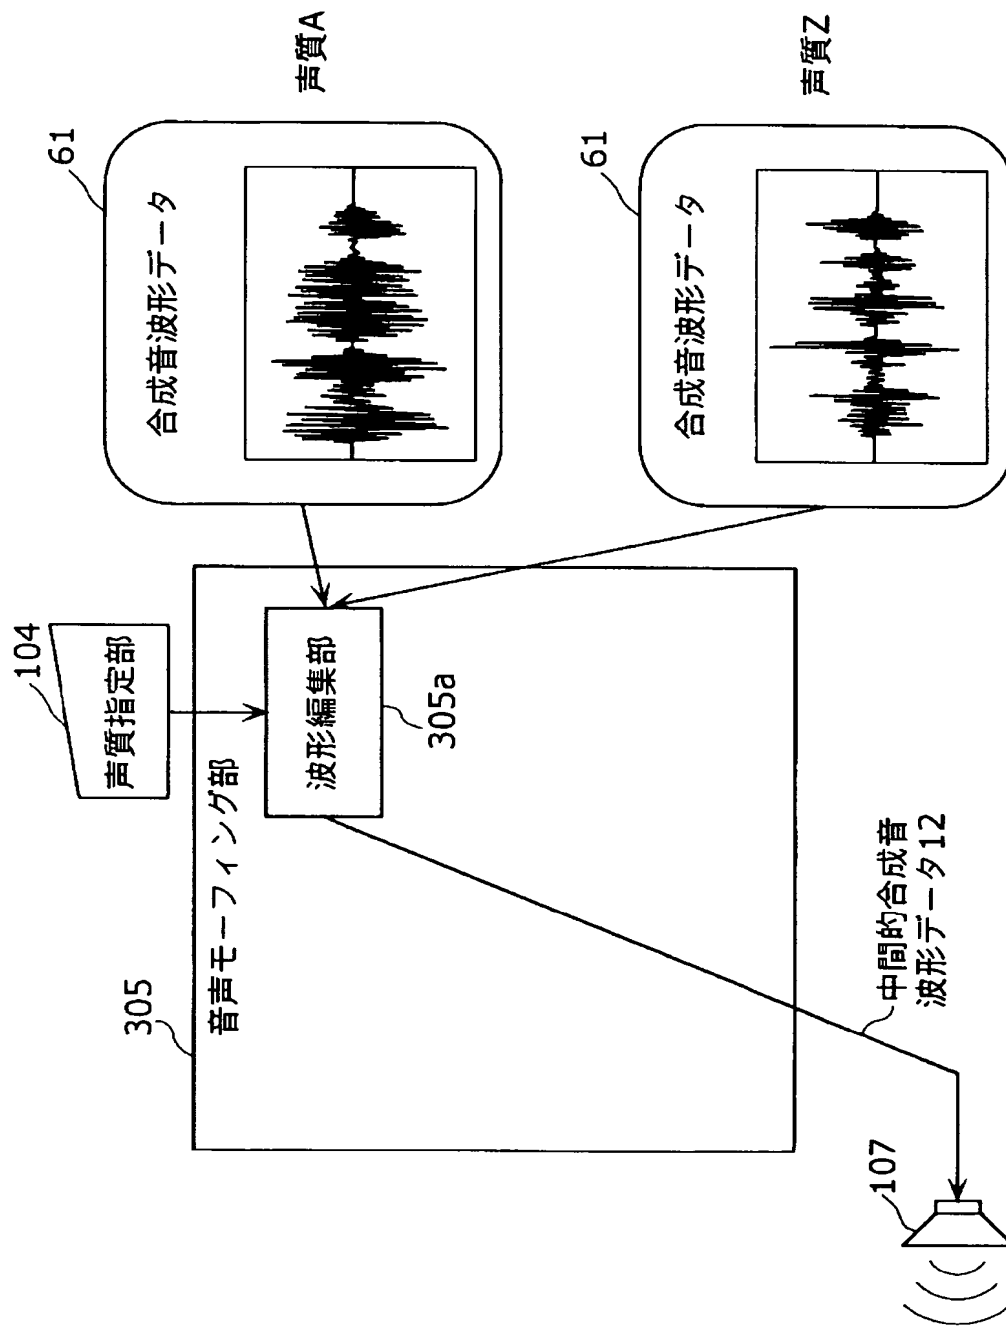 声質A
61
合成音波形データ
声質Z
61
合成音波形データ
104
声質指定部
305
音声モーフィング部
波形編集部
305a
中間的合成音
波形データ12
107